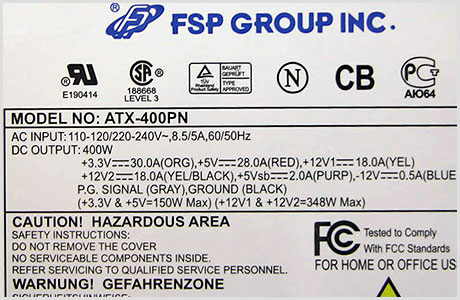 FSP GROUP INC.
E190414
188668
LEVEL 3
TÜV
BAUART
GEPRÜFT
TYPE
APPROVED
N
CB
AIO64
MODEL NO: ATX-400PN
AC INPUT: 110-120/220-240V~,8.5/5A,60/50Hz
DC OUTPUT: 400W
+3.3V⎓30.0A(ORG),+5V⎓28.0A(RED),+12V1⎓18.0A(YEL)
+12V2⎓18.0A(YEL/BLACK),+5Vsb⎓2.0A(PURP),-12V⎓0.5A(BLUE
P.G. SIGNAL (GRAY),GROUND (BLACK)
(+3.3V & +5V=150W Max) (+12V1 & +12V2=348W Max)
CAUTION! HAZARDOUS AREA
SAFETY INSTRUCTIONS:
DO NOT REMOVE THE COVER
NO SERVICEABLE COMPONENTS INSIDE.
REFER SERVICING TO QUALIFIED SERVICE PERSONNEL.
FC Tested to Comply
With FCC Standards
FOR HOME OR OFFICE US
WARNUNG! GEFAHRENZONE
SICHERHEITSHINWEISE: